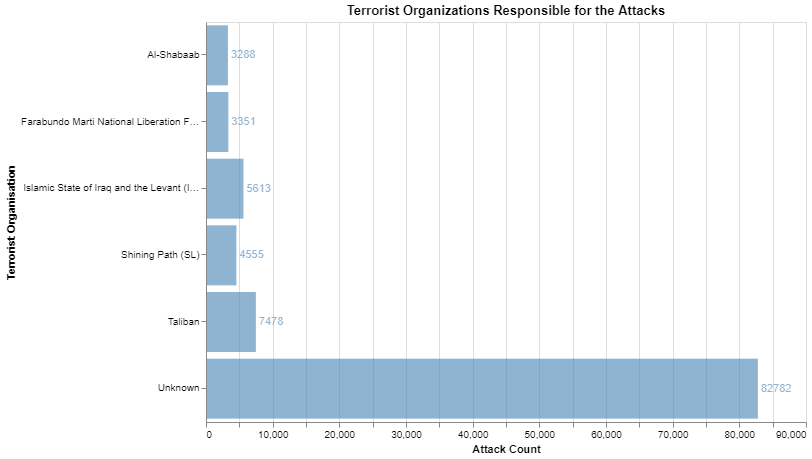 Terrorist Organizations Responsible for the Attacks
Terrorist Organisation
Al-Shabaab
3288
Farabundo Marti National Liberation F...
3351
Islamic State of Iraq and the Levant (I...
5613
Shining Path (SL)
4555
Taliban
7478
Unknown
82782
0 10,000 20,000 30,000 40,000 50,000 60,000 70,000 80,000 90,000
Attack Count